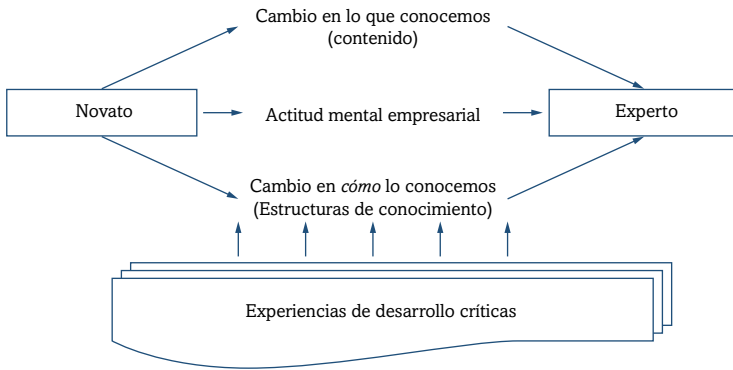 Cambio en lo que conocemos
(contenido)
Novato
Actitud mental empresarial
Experto
Cambio en cómo lo conocemos
(Estructuras de conocimiento)
Experiencias de desarrollo críticas